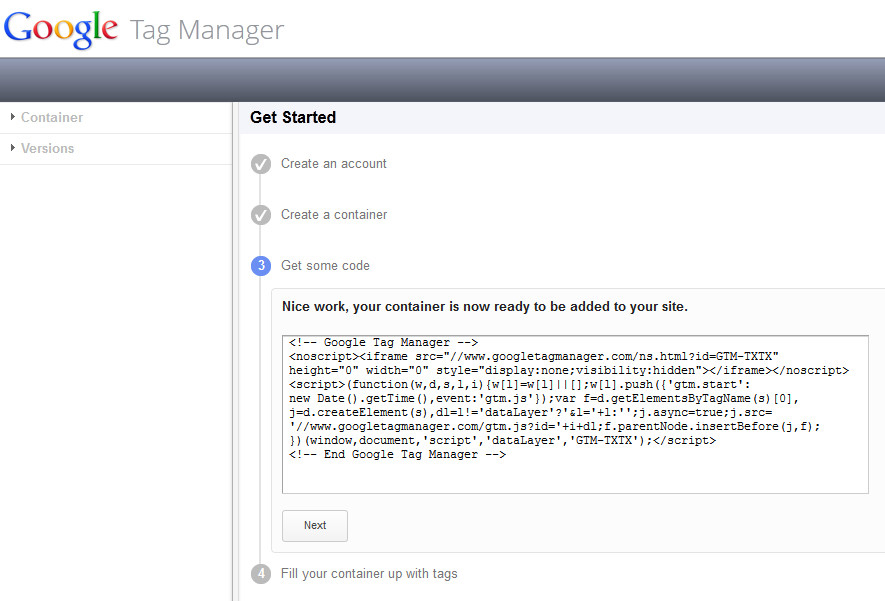 Google Tag Manager
Container
Versions
Get Started
Create an account
Create a container
3 Get some code
Nice work, your container is now ready to be added to your site.
<!-- Google Tag Manager -->
<noscript><iframe src="//www.googletagmanager.com/ns.html?id=GTM-TXTX"
height="0" width="0" style="display:none;visibility:hidden"></iframe></noscript>
<script>(function(w,d,s,l,i){w[l]=w[l]||[];w[l].push({'gtm.start':
new Date().getTime(),event:'gtm.js'});var f=d.getElementsByTagName(s)[0],
j=d.createElement(s),dl=l!='dataLayer'?'&l='+l:'';j.async=true;j.src=
'//www.googletagmanager.com/gtm.js?id='+i+dl;f.parentNode.insertBefore(j,f);
})(window,document,'script','dataLayer','GTM-TXTX');</script>
<!-- End Google Tag Manager -->
Next
4 Fill your container up with tags